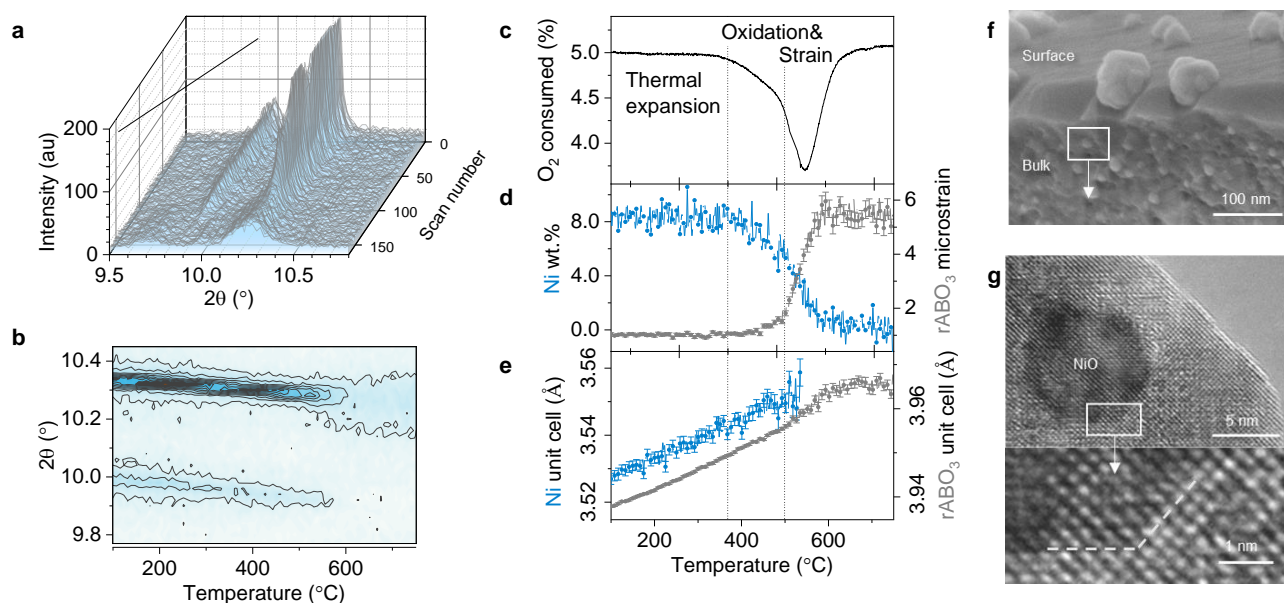 a
Intensity (au)
200
100
0
9.5
10.0
10.5
2θ (°)
0
50
100
150
Scan number
b
2θ (°)
10.4
10.2
10.0
9.8
200
400
600
Temperature (°C)
c
O2 consumed (%)
5.0
4.5
4.0
Thermal
expansion
Oxidation&
Strain
d
Ni wt.%
8.0
4.0
0.0
6
4
2
rABO3 microstrain
e
Ni unit cell (Å)
3.56
3.54
3.52
3.96
3.94
rABO3 unit cell (Å)
200
400
600
Temperature (°C)
f
Surface
Bulk
100 nm
g
NiO
5 nm
1 nm